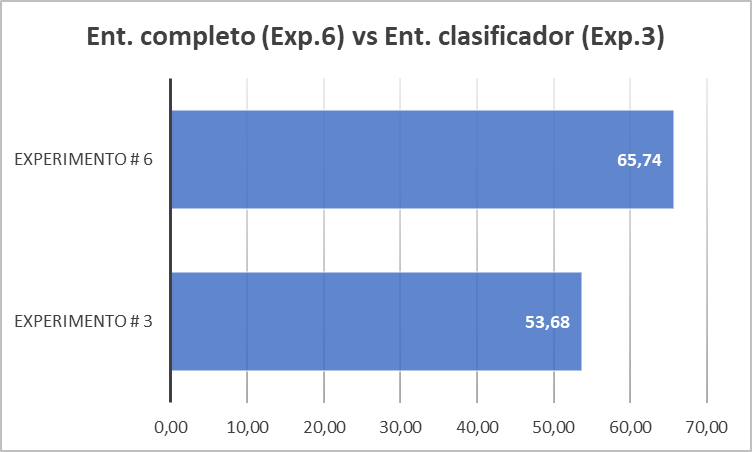 Ent. completo (Exp.6) vs Ent. clasificador (Exp.3)
EXPERIMENTO # 6
65,74
EXPERIMENTO # 3
53,68
0,00 10,00 20,00 30,00 40,00 50,00 60,00 70,00